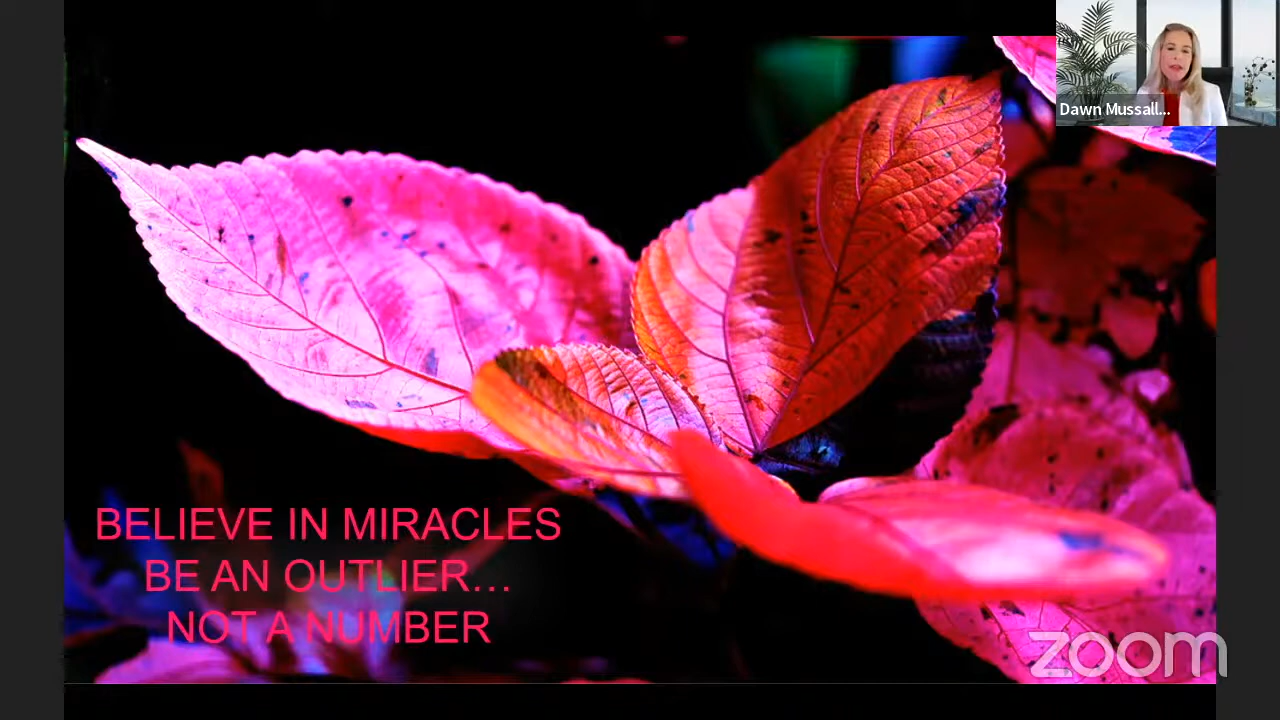 Dawn Mussall...
BELIEVE IN MIRACLES
BE AN OUTLIER...
NOT A NUMBER
zoom